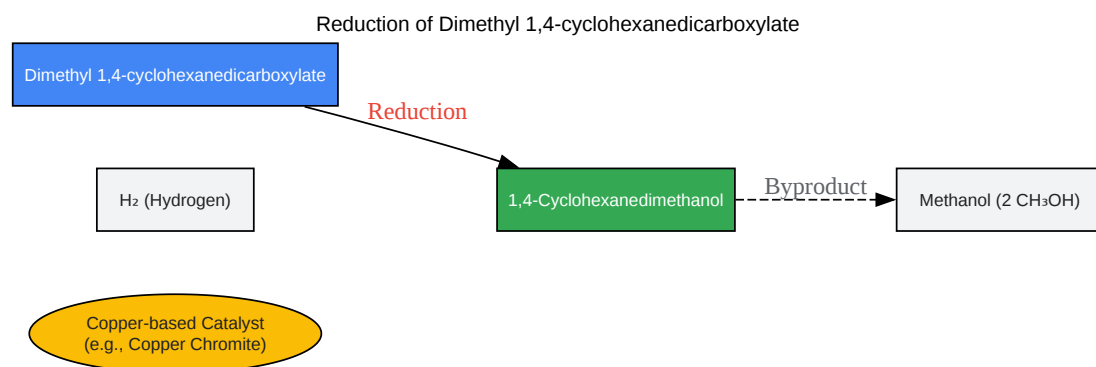 Reduction of Dimethyl 1,4-cyclohexanedicarboxylate
Dimethyl 1,4-cyclohexanedicarboxylate
Reduction
H₂ (Hydrogen)
1,4-Cyclohexanedimethanol
Byproduct
Methanol (2 CH₃OH)
Copper-based Catalyst
(e.g., Copper Chromite)